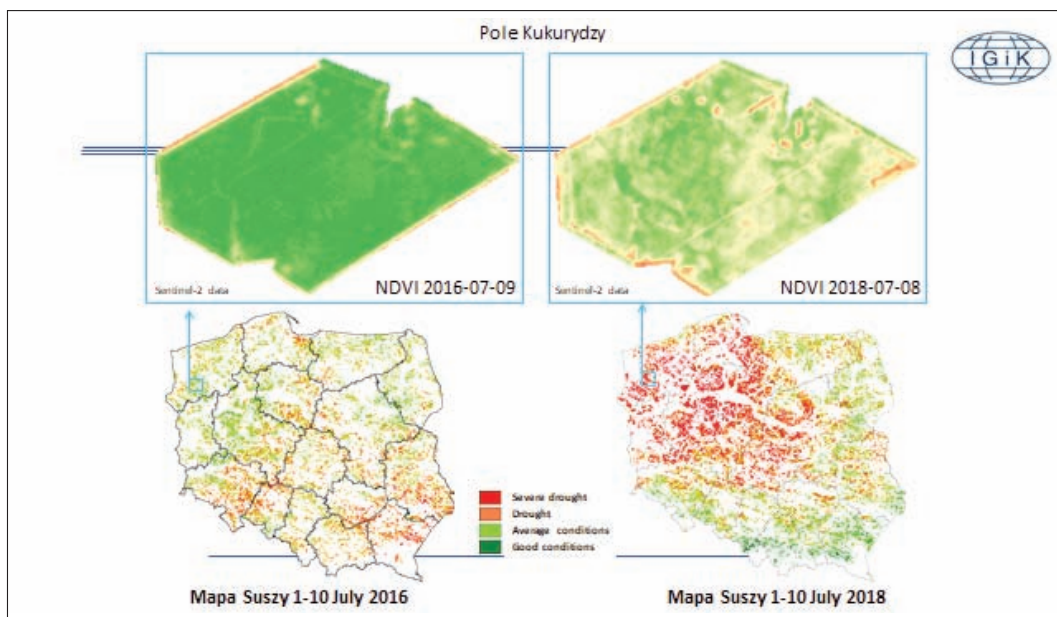 Pole Kukurydzy
IGiK
Sentinel-2 data
NDVI 2016-07-09
Sentinel-2 data
NDVI 2018-07-08
Severe drought
Drought
Average conditions
Good conditions
Mapa Suszy 1-10 July 2016
Mapa Suszy 1-10 July 2018